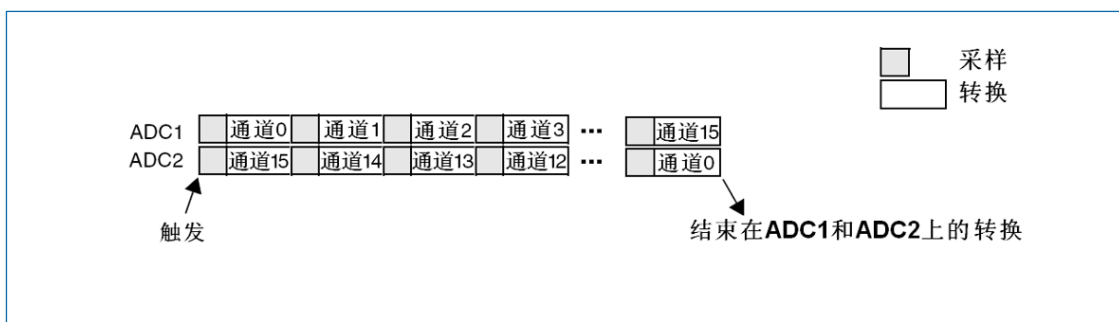 采样
转换
ADC1 通道0 通道1 通道2 通道3 ••• 通道15
ADC2 通道15 通道14 通道13 通道12 ••• 通道0
触发
结束在ADC1和ADC2上的转换